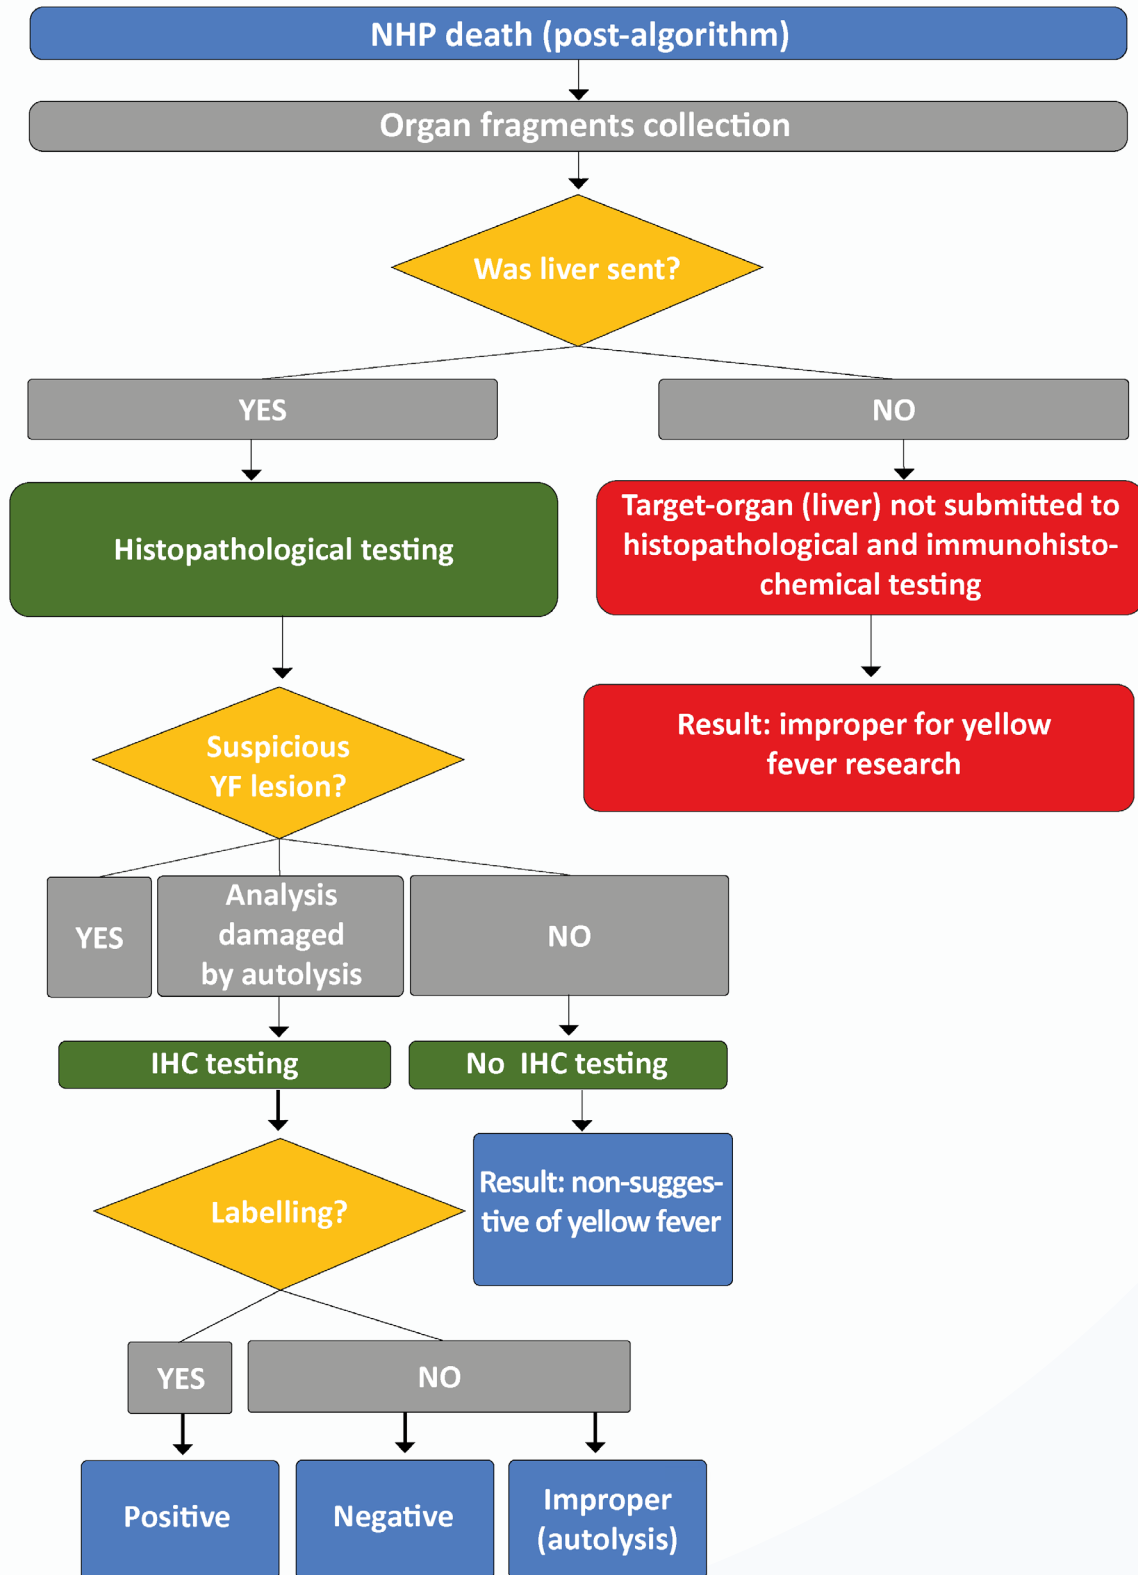 NHP death (post-algorithm)
Organ fragments collection
Was liver sent?
YES
NO
Histopathological testing
Target-organ (liver) not submitted to
histopathological and immunohisto-
chemical testing
Result: improper for yellow
fever research
Suspicious
YF lesion?
YES
Analysis
damaged
by autolysis
NO
IHC testing
No IHC testing
Labelling?
Result: non-sugges-
tive of yellow fever
YES
NO
Positive
Negative
Improper
(autolysis)